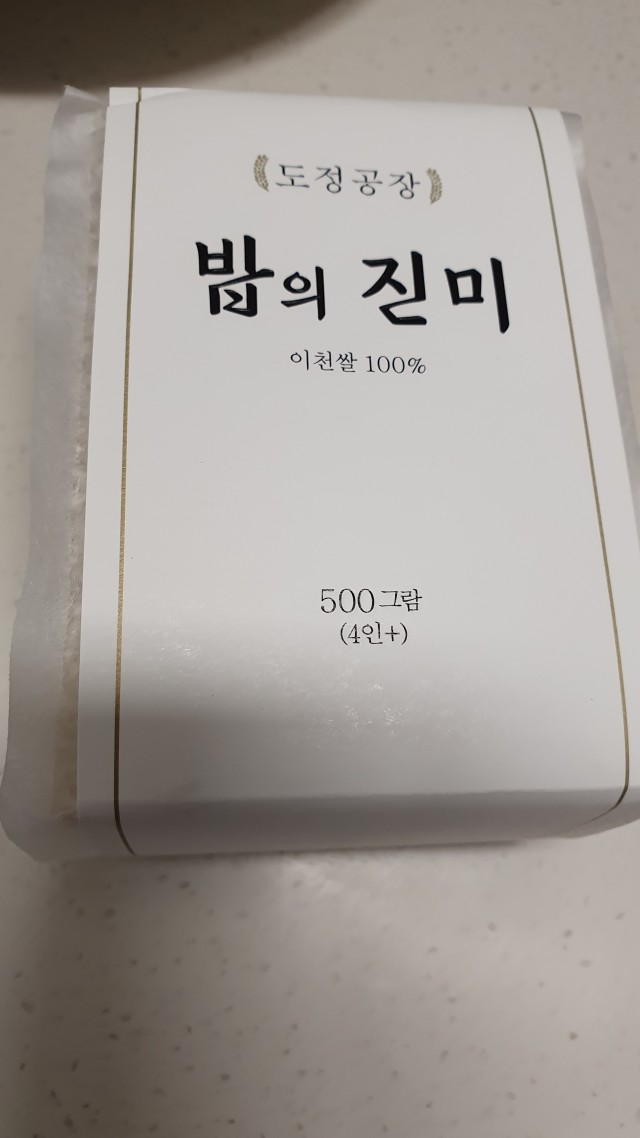 도정공장
밥의 진미
이천쌀 100%
500그람
(4인+)